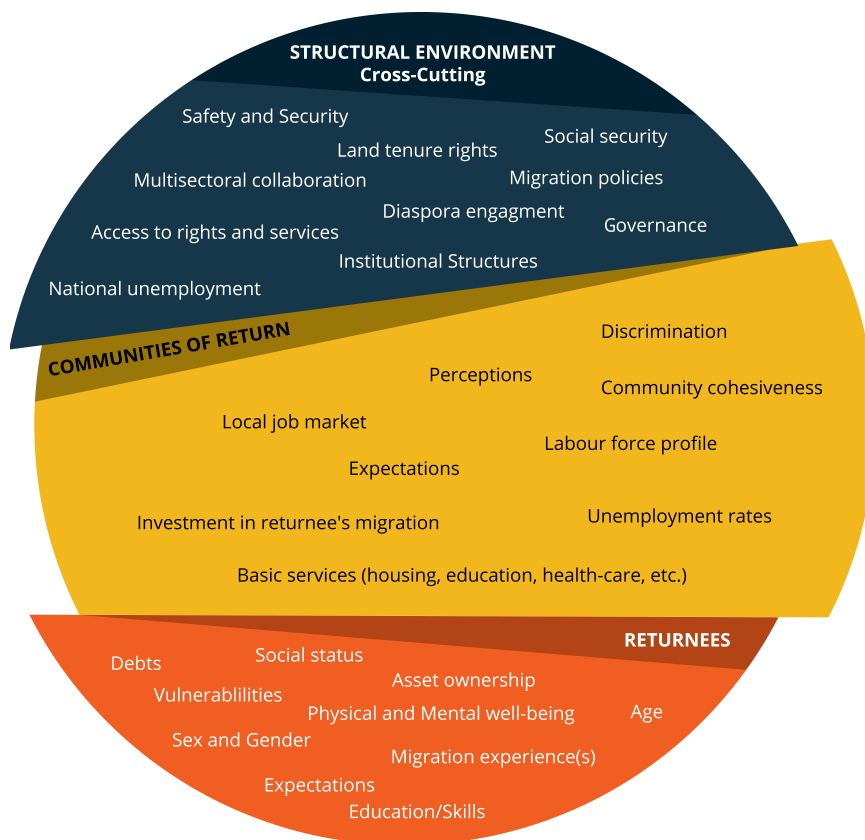 STRUCTURAL ENVIRONMENT
Cross-Cutting
Safety and Security
Social security
Land tenure rights
Multisectoral collaboration
Migration policies
Diaspora engagment
Access to rights and services
Governance
Institutional Structures
National unemployment
COMMUNITIES OF RETURN
Discrimination
Perceptions
Community cohesiveness
Local job market
Labour force profile
Expectations
Investment in returnee's migration
Unemployment rates
Basic services (housing, education, health-care, etc.)
RETURNEES
Debts
Social status
Asset ownership
Vulnerablilities
Physical and Mental well-being
Age
Sex and Gender
Migration experience(s)
Expectations
Education/Skills